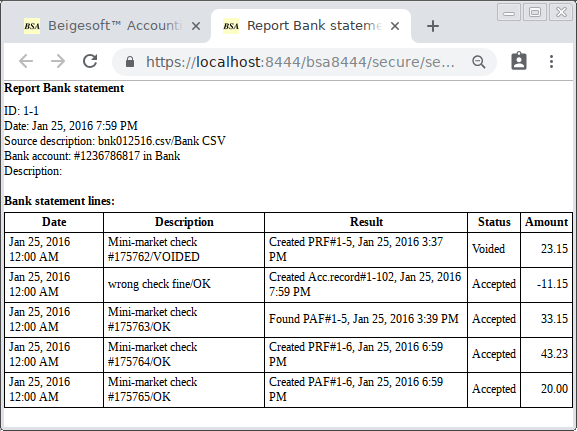 BSA Beigesoft™ Account
BSA Report Bank stateme
https://localhost:8444/bsa8444/secure/se...
Report Bank statement
ID: 1-1
Date: Jan 25, 2016 7:59 PM
Source description: bnk012516.csv/Bank CSV
Bank account: #1236786817 in Bank
Description:
Bank statement lines:
Date Description Result Status Amount
Jan 25, 2016 Mini-market check Created PRF#1-5, Jan 25, 2016 3:37
12:00 AM #175762/VOIDED PM Voided 23.15
Jan 25, 2016 wrong check fine/OK Created Acc.record#1-102, Jan 25, 2016
12:00 AM 7:59 PM Accepted -11.15
Jan 25, 2016 Mini-market check
12:00 AM #175763/OK Found PAF#1-5, Jan 25, 2016 3:39 PM Accepted 33.15
Jan 25, 2016 Mini-market check Created PRF#1-6, Jan 25, 2016 6:59
12:00 AM #175764/OK PM Accepted 43.23
Jan 25, 2016 Mini-market check Created PAF#1-6, Jan 25, 2016 6:59
12:00 AM #175765/OK PM Accepted 20.00